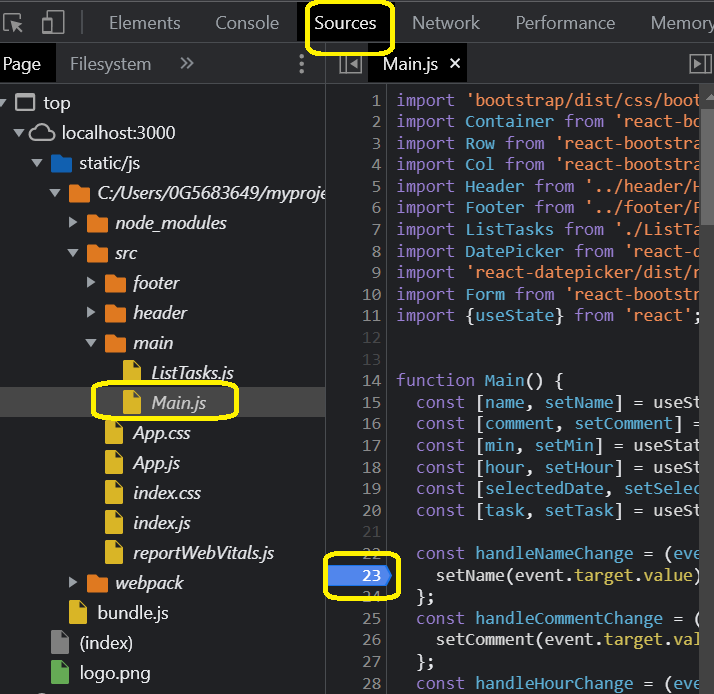 Elements Console Sources Network Performance Memory
Page Filesystem » Main.js ×
top
localhost:3000
static/js
C:/Users/0G5683649/myproje
node_modules
src
footer
header
main
ListTasks.js
Main.js
App.css
App.js
index.css
index.js
reportWebVitals.js
webpack
bundle.js
(index)
logo.png
1 import 'bootstrap/dist/css/boot
2 import Container from 'react-bo
3 import Row from 'react-bootstra
4 import Col from 'react-bootstra
5 import Header from '../header/H
6 import Footer from '../footer/F
7 import ListTasks from './ListTa
8 import DatePicker from 'react-d
9 import 'react-datepicker/dist/r
10 import Form from 'react-bootstr
11 import {useState} from 'react';
12
13
14 function Main() {
15 const [name, setName] = useSt
16 const [comment, setComment] =
17 const [min, setMin] = useStat
18 const [hour, setHour] = useSt
19 const [selectedDate, setSelec
20 const [task, setTask] = useSt
21
22 const handleNameChange = (eve
23 setName(event.target.value)
24 };
25 const handleCommentChange = (
26 setComment(event.target.val
27 };
28 const handleHourChange = (eve